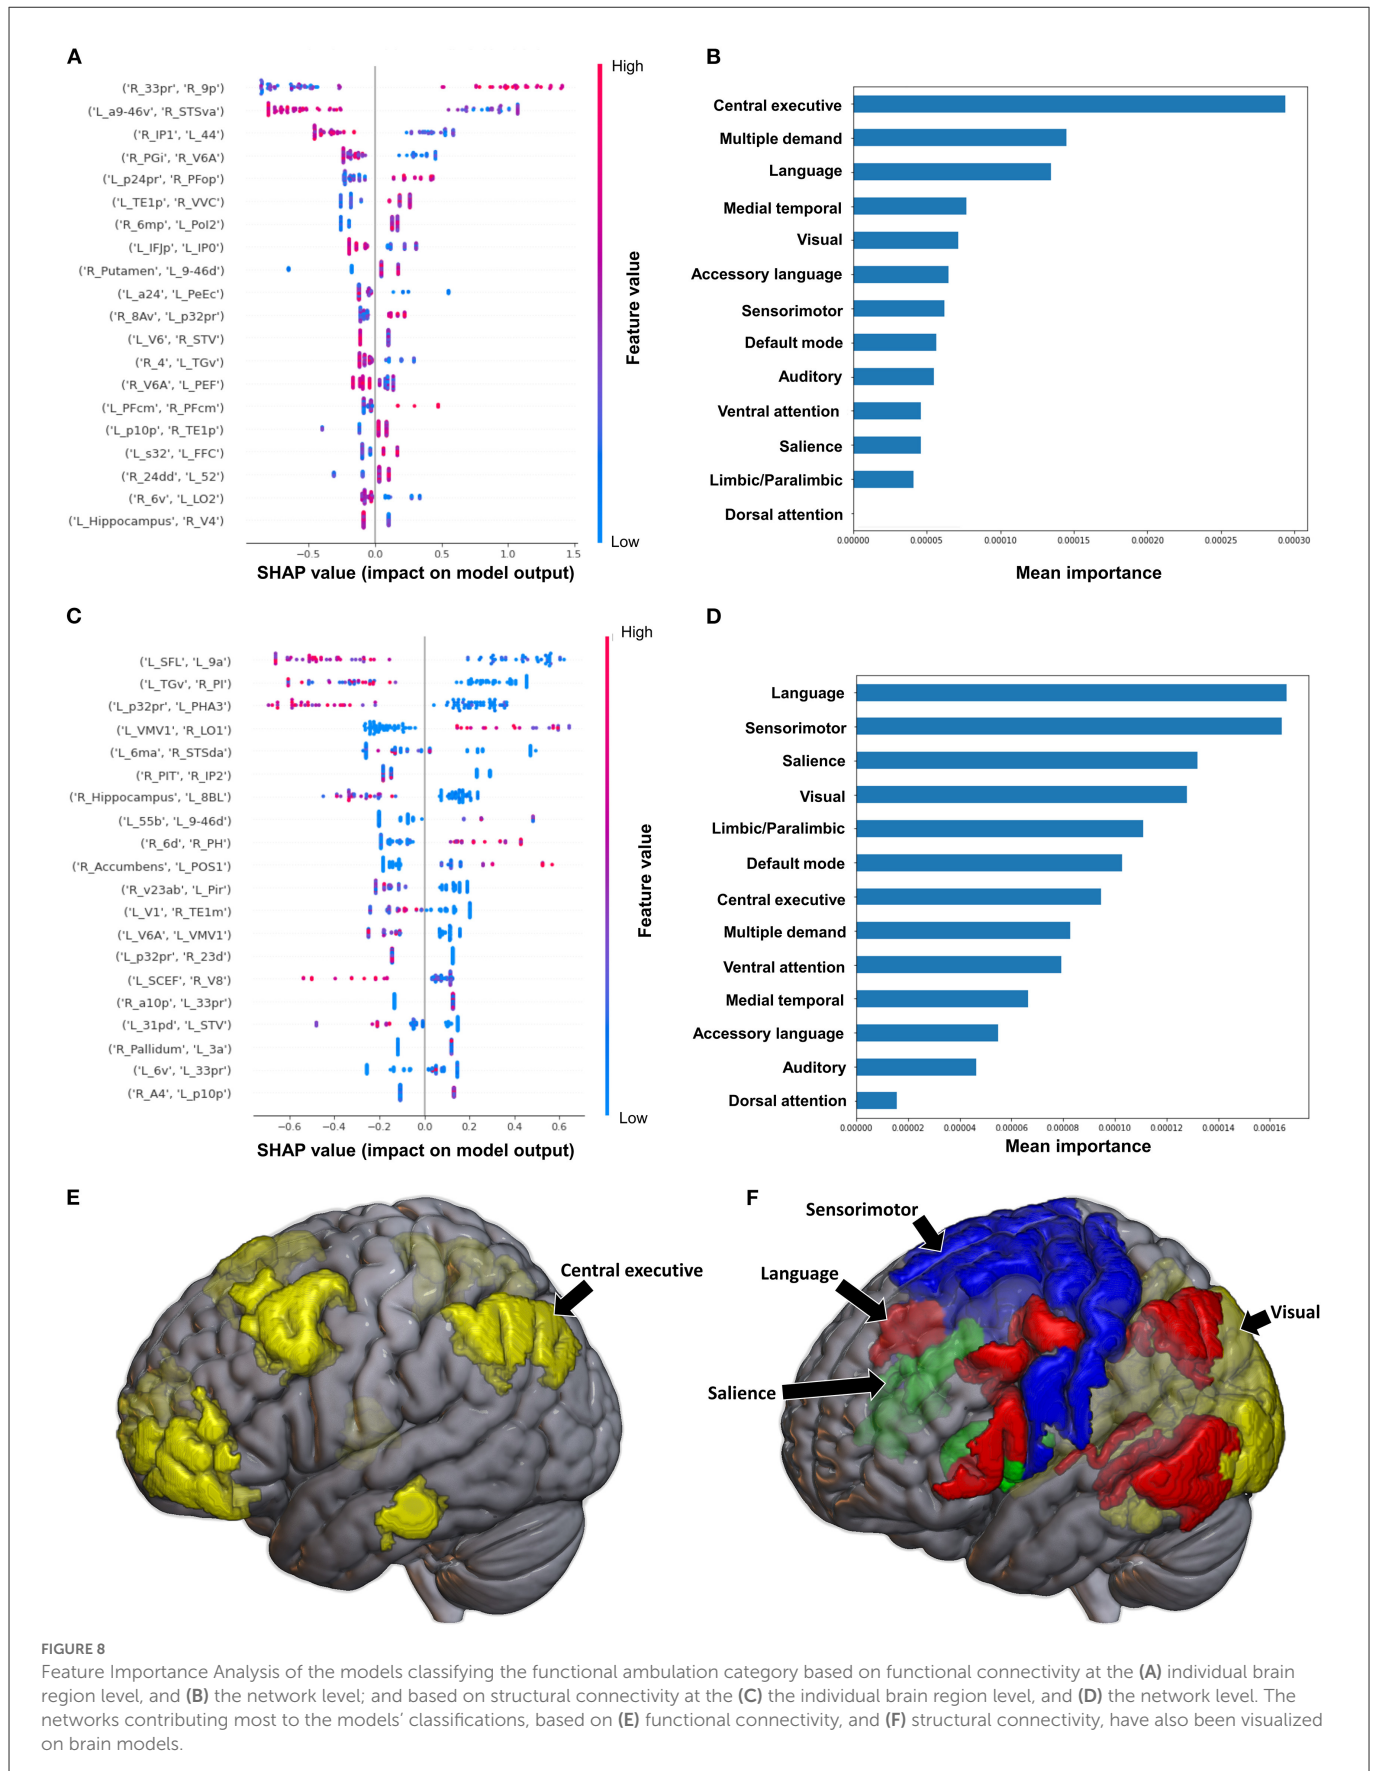 A
('R_33pr', 'R_9p')
('L_a9-46v', 'R_STSva')
('R_IP1', 'L_44')
('R_PGi', 'R_V6A')
('L_p24pr', 'R_PFop')
('L_TE1p', 'R_VVC')
('R_6mp', 'L_PoI2')
('L_IFJp', 'L_IP0')
('R_Putamen', 'L_9-46d')
('L_a24', 'L_PeEc')
('R_8Av', 'L_p32pr')
('L_V6', 'R_STV')
('R_4', 'L_TGv')
('R_V6A', 'L_PEF')
('L_PFcm', 'R_PFcm')
('L_p10p', 'R_TE1p')
('L_s32', 'L_FFC')
('R_24dd', 'L_52')
('R_6v', 'L_LO2')
('L_Hippocampus', 'R_V4')
−0.5 0.0 0.5 1.0 1.5
SHAP value (impact on model output)
High
Feature value
Low
B
Central executive
Multiple demand
Language
Medial temporal
Visual
Accessory language
Sensorimotor
Default mode
Auditory
Ventral attention
Salience
Limbic/Paralimbic
Dorsal attention
0.00000 0.00005 0.00010 0.00015 0.00020 0.00025 0.00030
Mean importance
C
('L_SFL', 'L_9a')
('L_TGv', 'R_PI')
('L_p32pr', 'L_PHA3')
('L_VMV1', 'R_LO1')
('L_6ma', 'R_STSda')
('R_PIT', 'R_IP2')
('R_Hippocampus', 'L_8BL')
('L_55b', 'L_9-46d')
('R_6d', 'R_PH')
('R_Accumbens', 'L_POS1')
('R_v23ab', 'L_Pir')
('L_V1', 'R_TE1m')
('L_V6A', 'L_VMV1')
('L_p32pr', 'R_23d')
('L_SCEF', 'R_V8')
('R_a10p', 'L_33pr')
('L_31pd', 'L_STV')
('R_Pallidum', 'L_3a')
('L_6v', 'L_33pr')
('R_A4', 'L_p10p')
−0.6 −0.4 −0.2 0.0 0.2 0.4 0.6
SHAP value (impact on model output)
High
Feature value
Low
D
Language
Sensorimotor
Salience
Visual
Limbic/Paralimbic
Default mode
Central executive
Multiple demand
Ventral attention
Medial temporal
Accessory language
Auditory
Dorsal attention
0.00000 0.00002 0.00004 0.00006 0.00008 0.00010 0.00012 0.00014 0.00016
Mean importance
E
Central executive
F
Sensorimotor
Language
Visual
Salience
FIGURE 8
Feature Importance Analysis of the models classifying the functional ambulation category based on functional connectivity at the (A) individual brain
region level, and (B) the network level; and based on structural connectivity at the (C) the individual brain region level, and (D) the network level. The
networks contributing most to the models' classifications, based on (E) functional connectivity, and (F) structural connectivity, have also been visualized
on brain models.